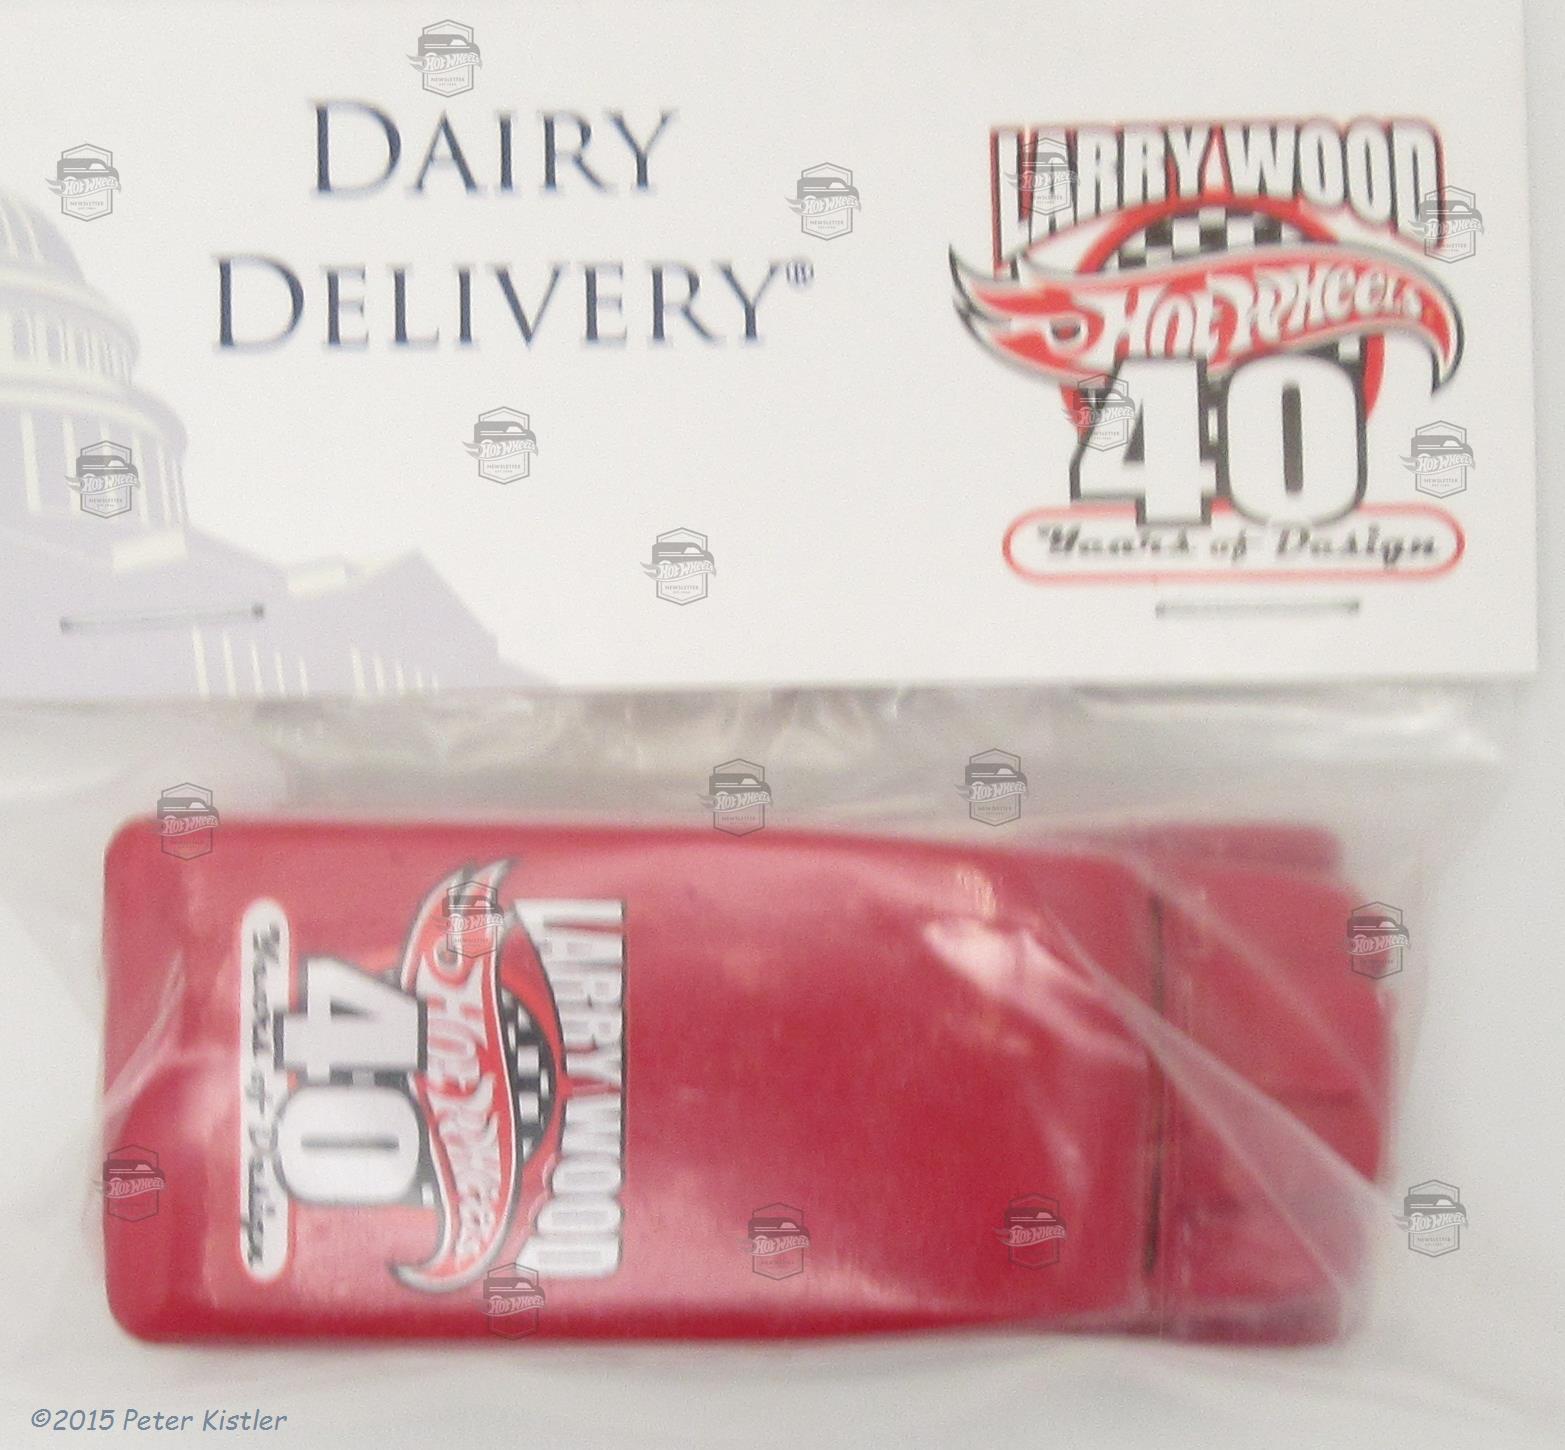 DAIRY
DELIVERY®
LARRY WOOD
HOT WHEELS
40
Years of Design
LARRY WOOD
HOT WHEELS
40
Years of Design
©2015 Peter Kistler